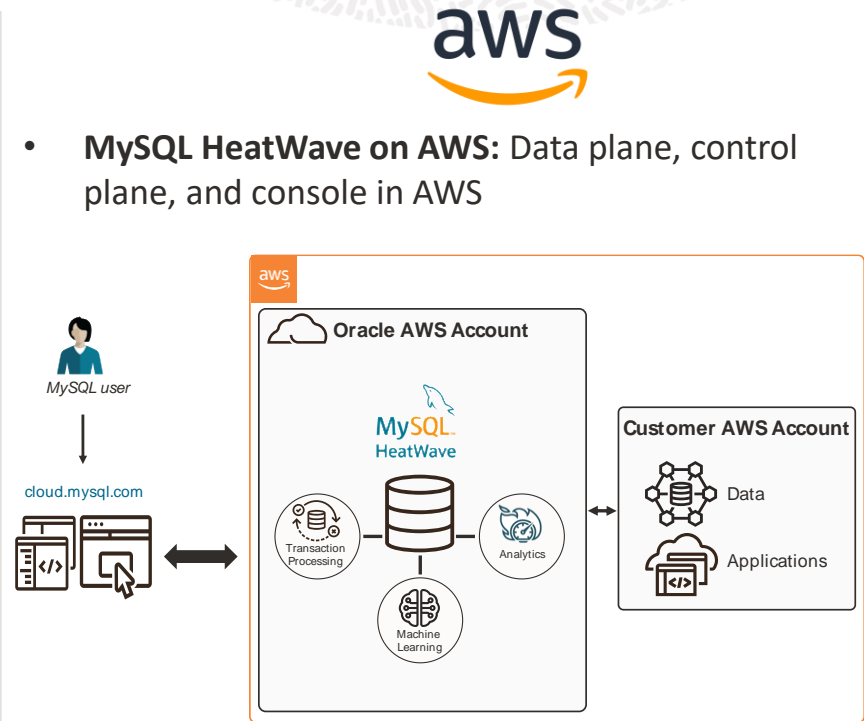 aws
• MySQL HeatWave on AWS: Data plane, control
plane, and console in AWS
aws
Oracle AWS Account
MySQL user
MySQL™
HeatWave
Customer AWS Account
cloud.mysql.com
Data
Transaction
Processing
Analytics
Applications
</>
</>
Machine
Learning